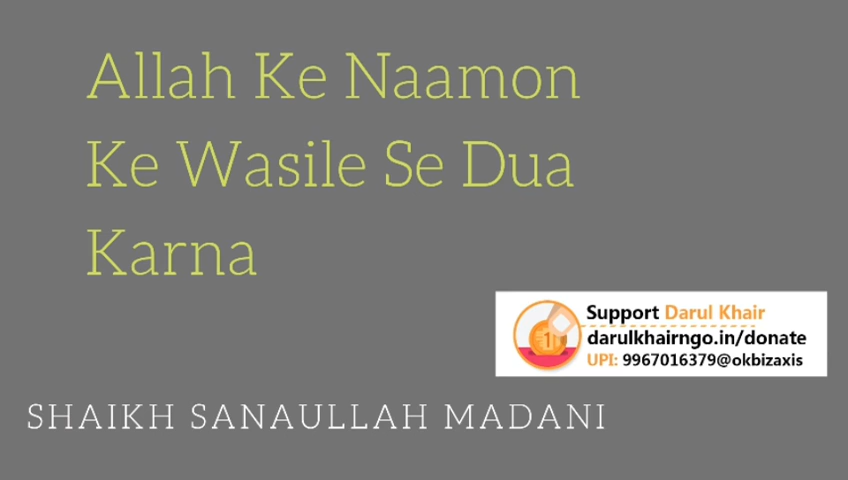 Allah Ke Naamon
Ke Wasile Se Dua
Karna
Support Darul Khair
1
darulkhairngo.in/donate
UPI: 9967016379@okbizaxis
SHAIKH SANAULLAH MADANI